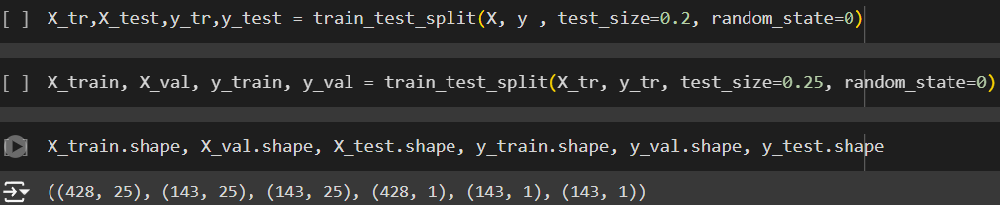 [ ] X_tr,X_test,y_tr,y_test = train_test_split(X, y , test_size=0.2, random_state=0)
[ ] X_train, X_val, y_train, y_val = train_test_split(X_tr, y_tr, test_size=0.25, random_state=0)
X_train.shape, X_val.shape, X_test.shape, y_train.shape, y_val.shape, y_test.shape
((428, 25), (143, 25), (143, 25), (428, 1), (143, 1), (143, 1))